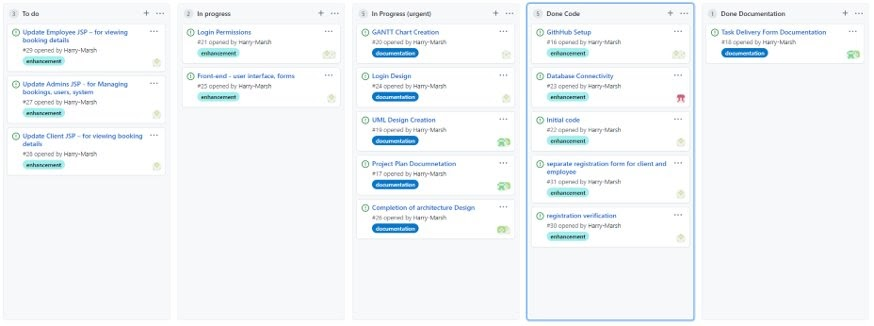 3 To do
Update Employee JSP - for viewing
booking details
#29 opened by Harry-Marsh
enhancement
Update Admins JSP - for Managing
bookings, users, system
#27 opened by Harry-Marsh
enhancement
Update Client JSP - for viewing booking
details
#28 opened by Harry-Marsh
enhancement
2 In progress
Login Permissions
#21 opened by Harry-Marsh
enhancement
Front-end - user interface, forms
#25 opened by Harry-Marsh
enhancement
5 In Progress (urgent)
GANTT Chart Creation
#20 opened by Harry-Marsh
documentation
Login Design
#24 opened by Harry-Marsh
documentation
UML Design Creation
#19 opened by Harry-Marsh
documentation
Project Plan Documnetation
#17 opened by Harry-Marsh
documentation
Completion of architecture Design
#26 opened by Harry-Marsh
documentation
5 Done Code
GithHub Setup
#16 opened by Harry-Marsh
enhancement
Database Connectivity
#23 opened by Harry-Marsh
enhancement
Initial code
#22 opened by Harry-Marsh
enhancement
separate registration form for client and
employee
#31 opened by Harry-Marsh
enhancement
registration verification
#30 opened by Harry-Marsh
enhancement
1 Done Documentation
Task Delivery Form Documentation
#18 opened by Harry-Marsh
documentation